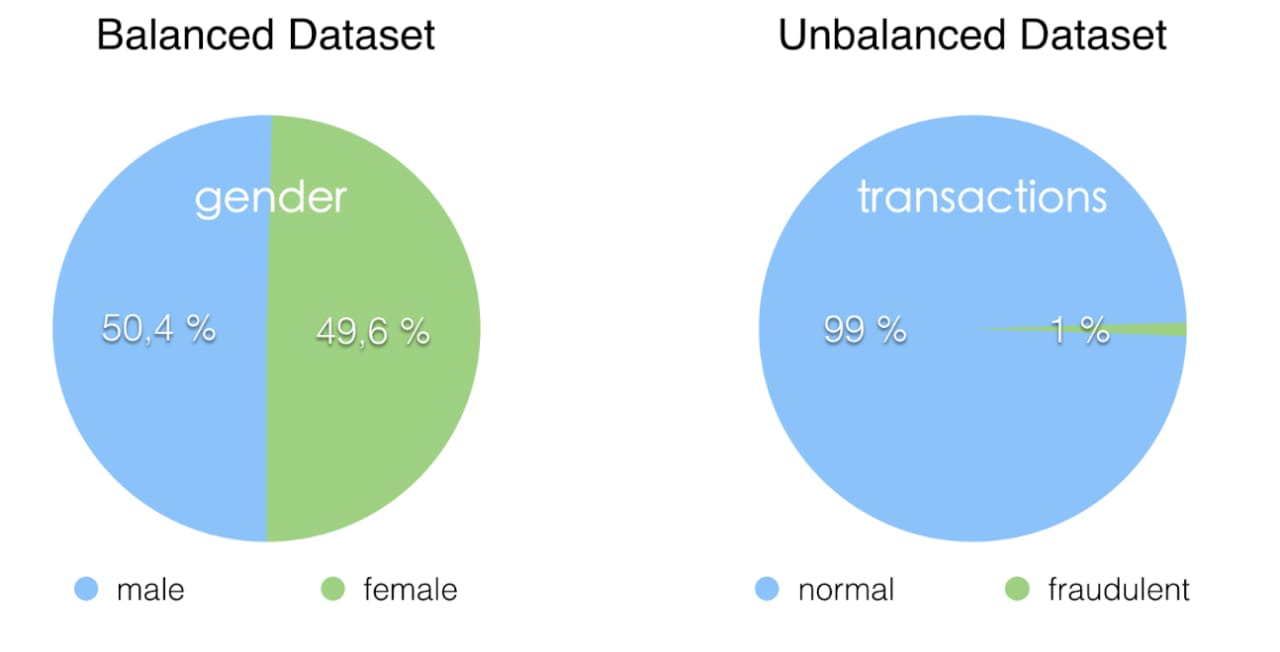 Balanced Dataset
gender
50,4 %
49,6 %
male
female
Unbalanced Dataset
transactions
99 %
1 %
normal
fraudulent